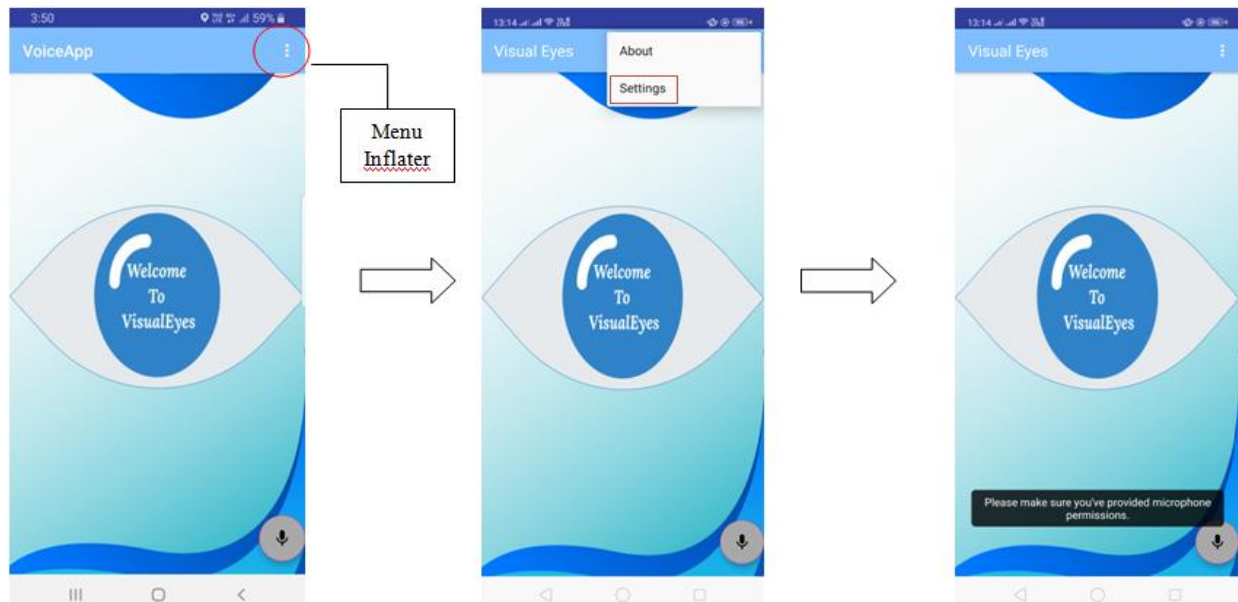 3:50
59%
VoiceApp
Menu
Inflater
Welcome
To
VisualEyes
13:14
Visual Eyes
About
Settings
Welcome
To
VisualEyes
13:14
Visual Eyes
Welcome
To
VisualEyes
Please make sure you've provided microphone
permissions.